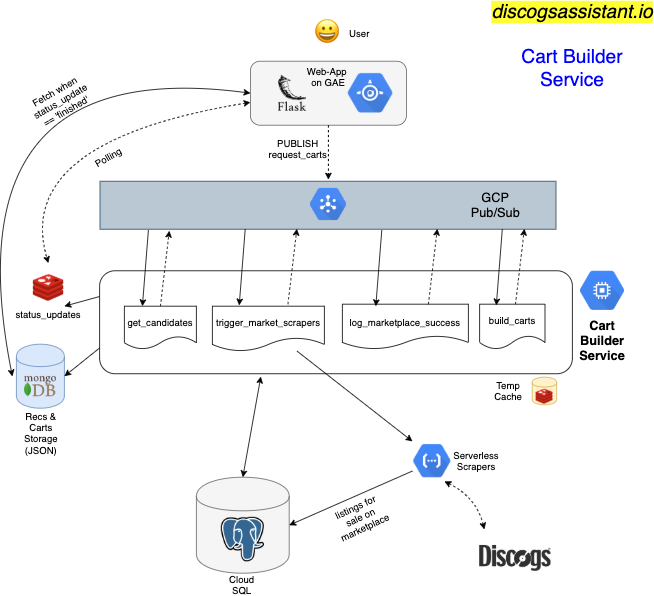 discogsassistant.io
Cart Builder
Service
User
Web-App
on GAE
Flask
Fetch when
status_update
== 'finished'
Polling
PUBLISH
request_carts
GCP
Pub/Sub
status_updates
get_candidates
trigger_market_scrapers
log_marketplace_success
build_carts
Cart
Builder
Service
mongo
DB
Recs &
Carts
Storage
(JSON)
Temp
Cache
Serverless
Scrapers
listings for
sale on
marketplace
Discogs
Cloud
SQL